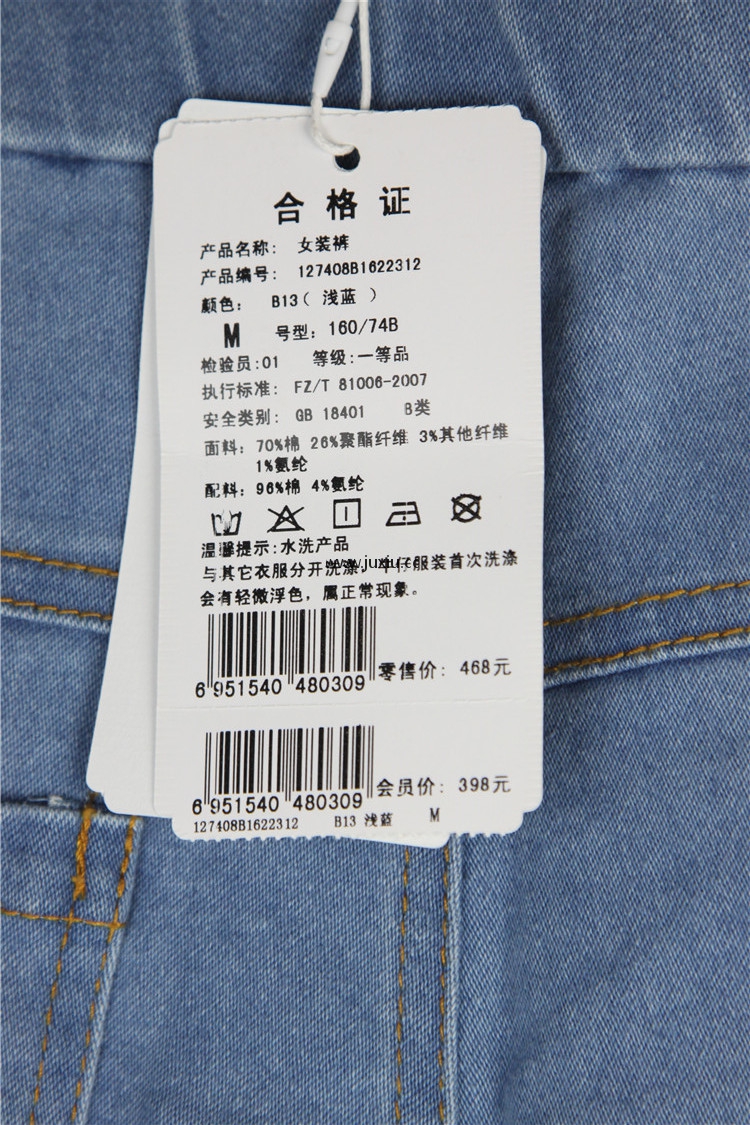 合格证
产品名称: 女装裤
产品编号: 127408B1622312
颜色: B13( 浅蓝 )
M 号型: 160/74B
检验员:01 等级:一等品
执行标准: FZ/T 81006-2007
安全类别: GB 18401 B类
面料: 70%棉 26%聚酯纤维 3%其他纤维
1%氨纶
配料: 96%棉 4%氨纶
温馨提示:水洗产品
www.juxiu.com
与其它衣服分开洗涤,牛仔服装首次洗涤
会有轻微浮色,属正常现象。
零售价: 468元
6 951540 480309
会员价: 398元
6 951540 480309
127408B1622312 B13 浅蓝 M